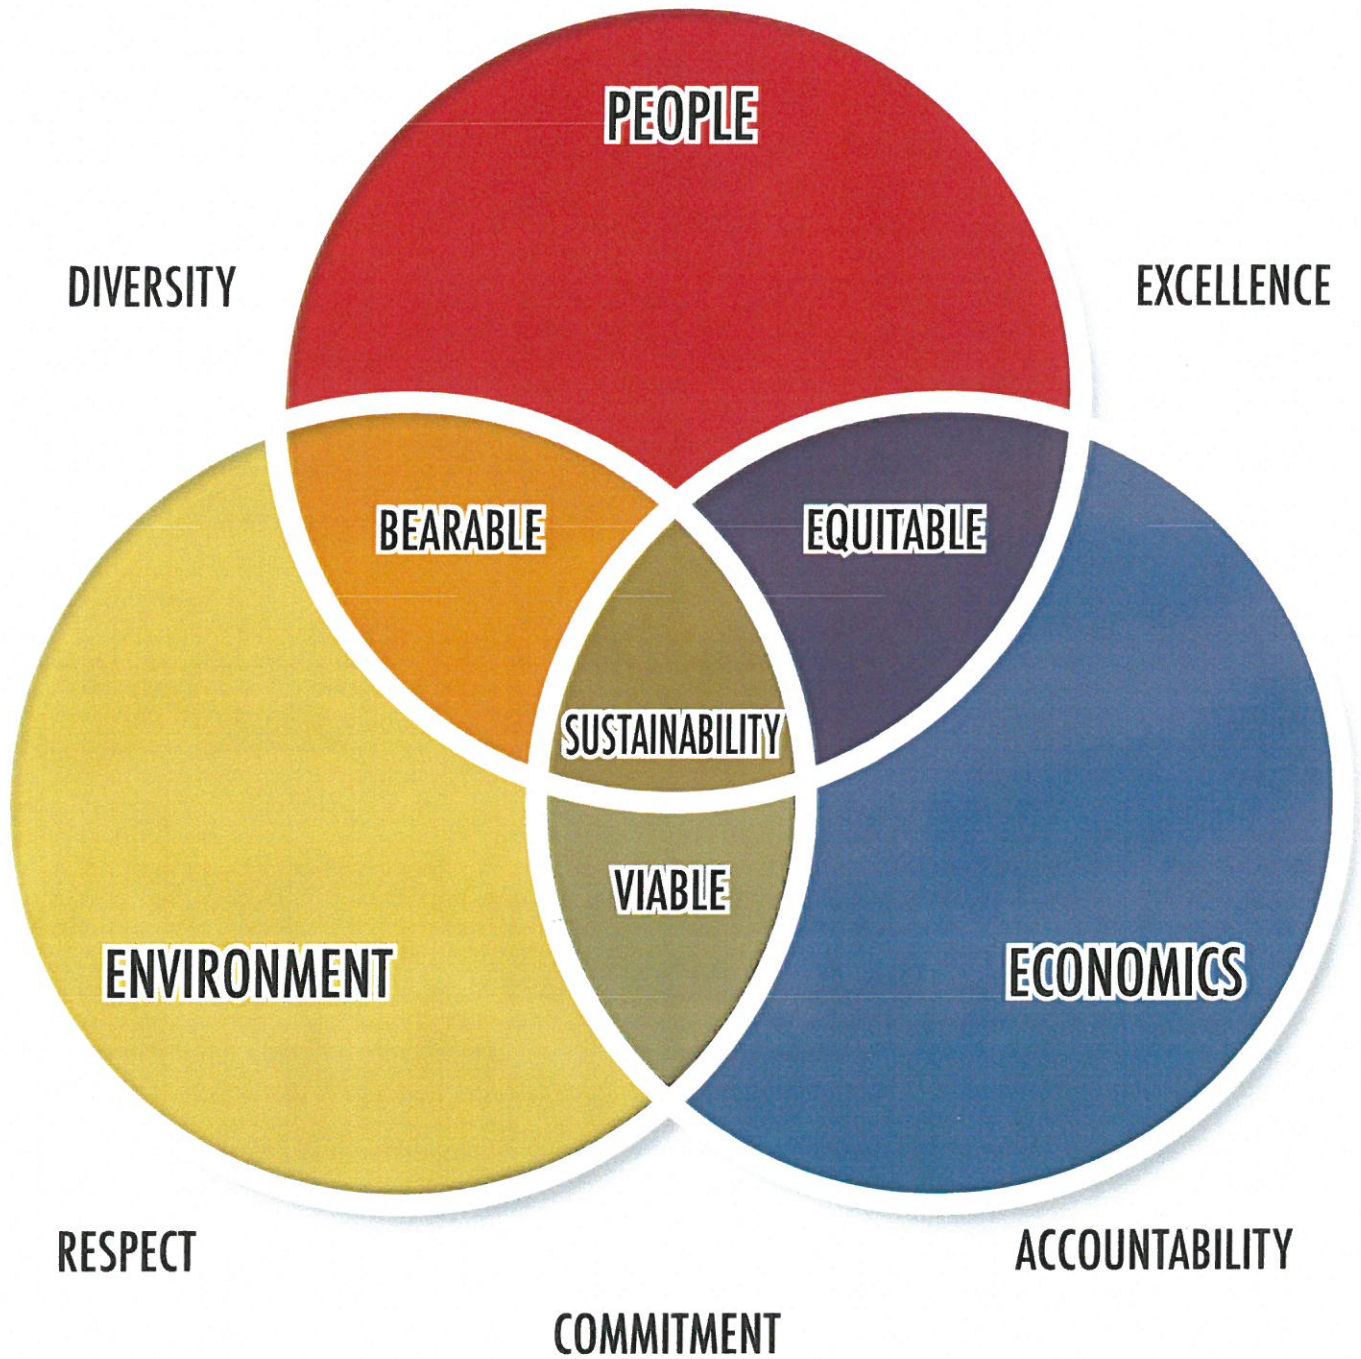 PEOPLE
DIVERSITY
EXCELLENCE
BEARABLE
EQUITABLE
SUSTAINABILITY
VIABLE
ENVIRONMENT
ECONOMICS
RESPECT
ACCOUNTABILITY
COMMITMENT